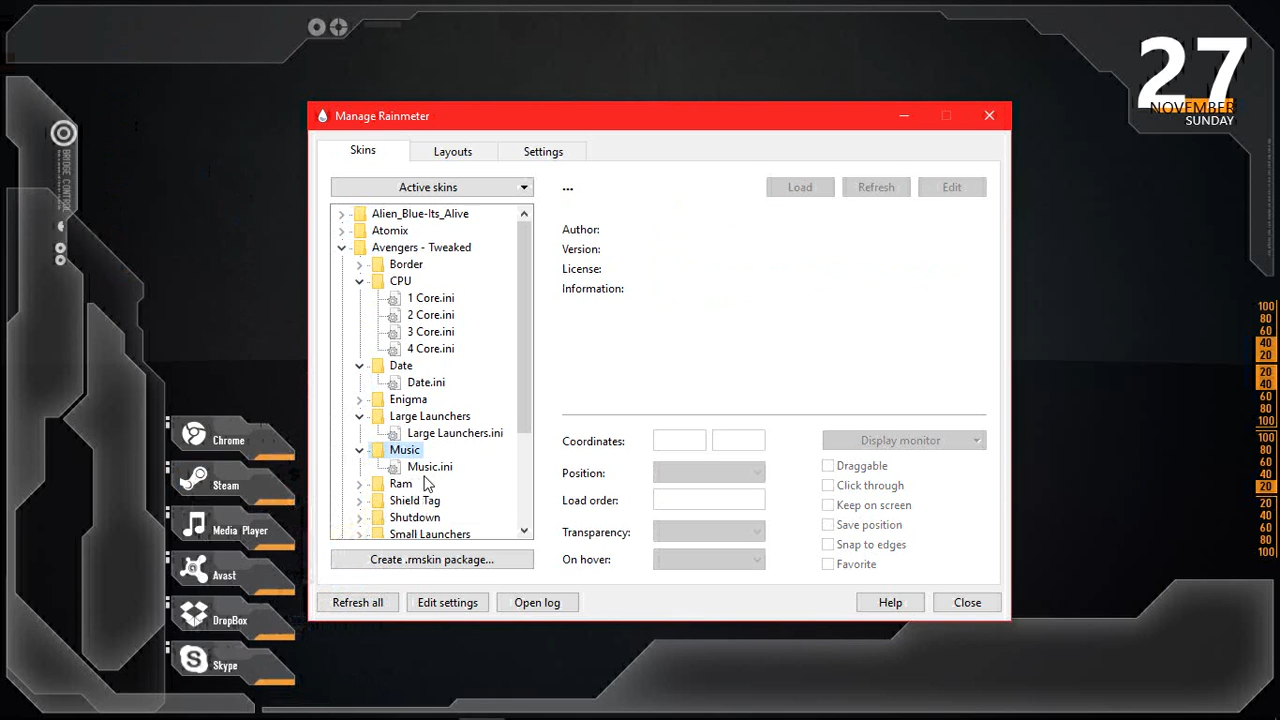 27
NOVEMBER
SUNDAY
BRIDGE CONTROL
Manage Rainmeter
Skins
Layouts
Settings
Active skins
Alien_Blue-Its_Alive
Atomix
Avengers - Tweaked
Border
CPU
1 Core.ini
2 Core.ini
3 Core.ini
4 Core.ini
Date
Date.ini
Enigma
Large Launchers
Large Launchers.ini
Music
Music.ini
Ram
Shield Tag
Shutdown
Small Launchers
Create .rmskin package...
...
Load
Refresh
Edit
Author:
Version:
License:
Information:
Coordinates:
Display monitor
Position:
Load order:
Transparency:
On hover:
Draggable
Click through
Keep on screen
Save position
Snap to edges
Favorite
Refresh all
Edit settings
Open log
Help
Close
Chrome
Steam
Media Player
Avast
DropBox
Skype
100
80
60
40
20
20
40
60
80
100
100
80
60
40
20
20
40
60
80
100